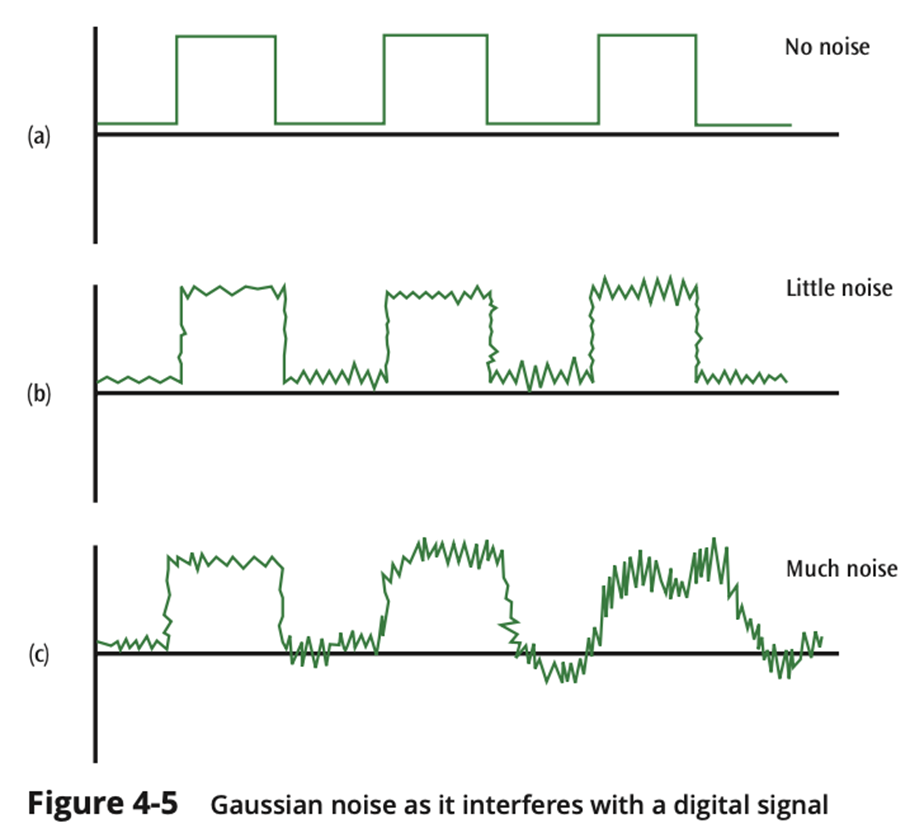 No noise
(a)
Little noise
(b)
Much noise
(c)
Figure 4-5 Gaussian noise as it interferes with a digital signal